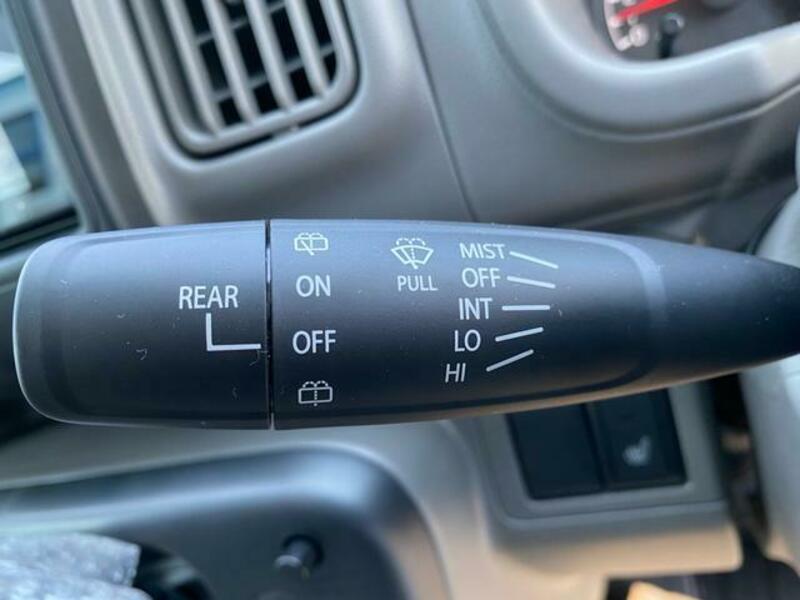 REAR
ON
OFF
PULL
MIST
OFF
INT
LO
HI